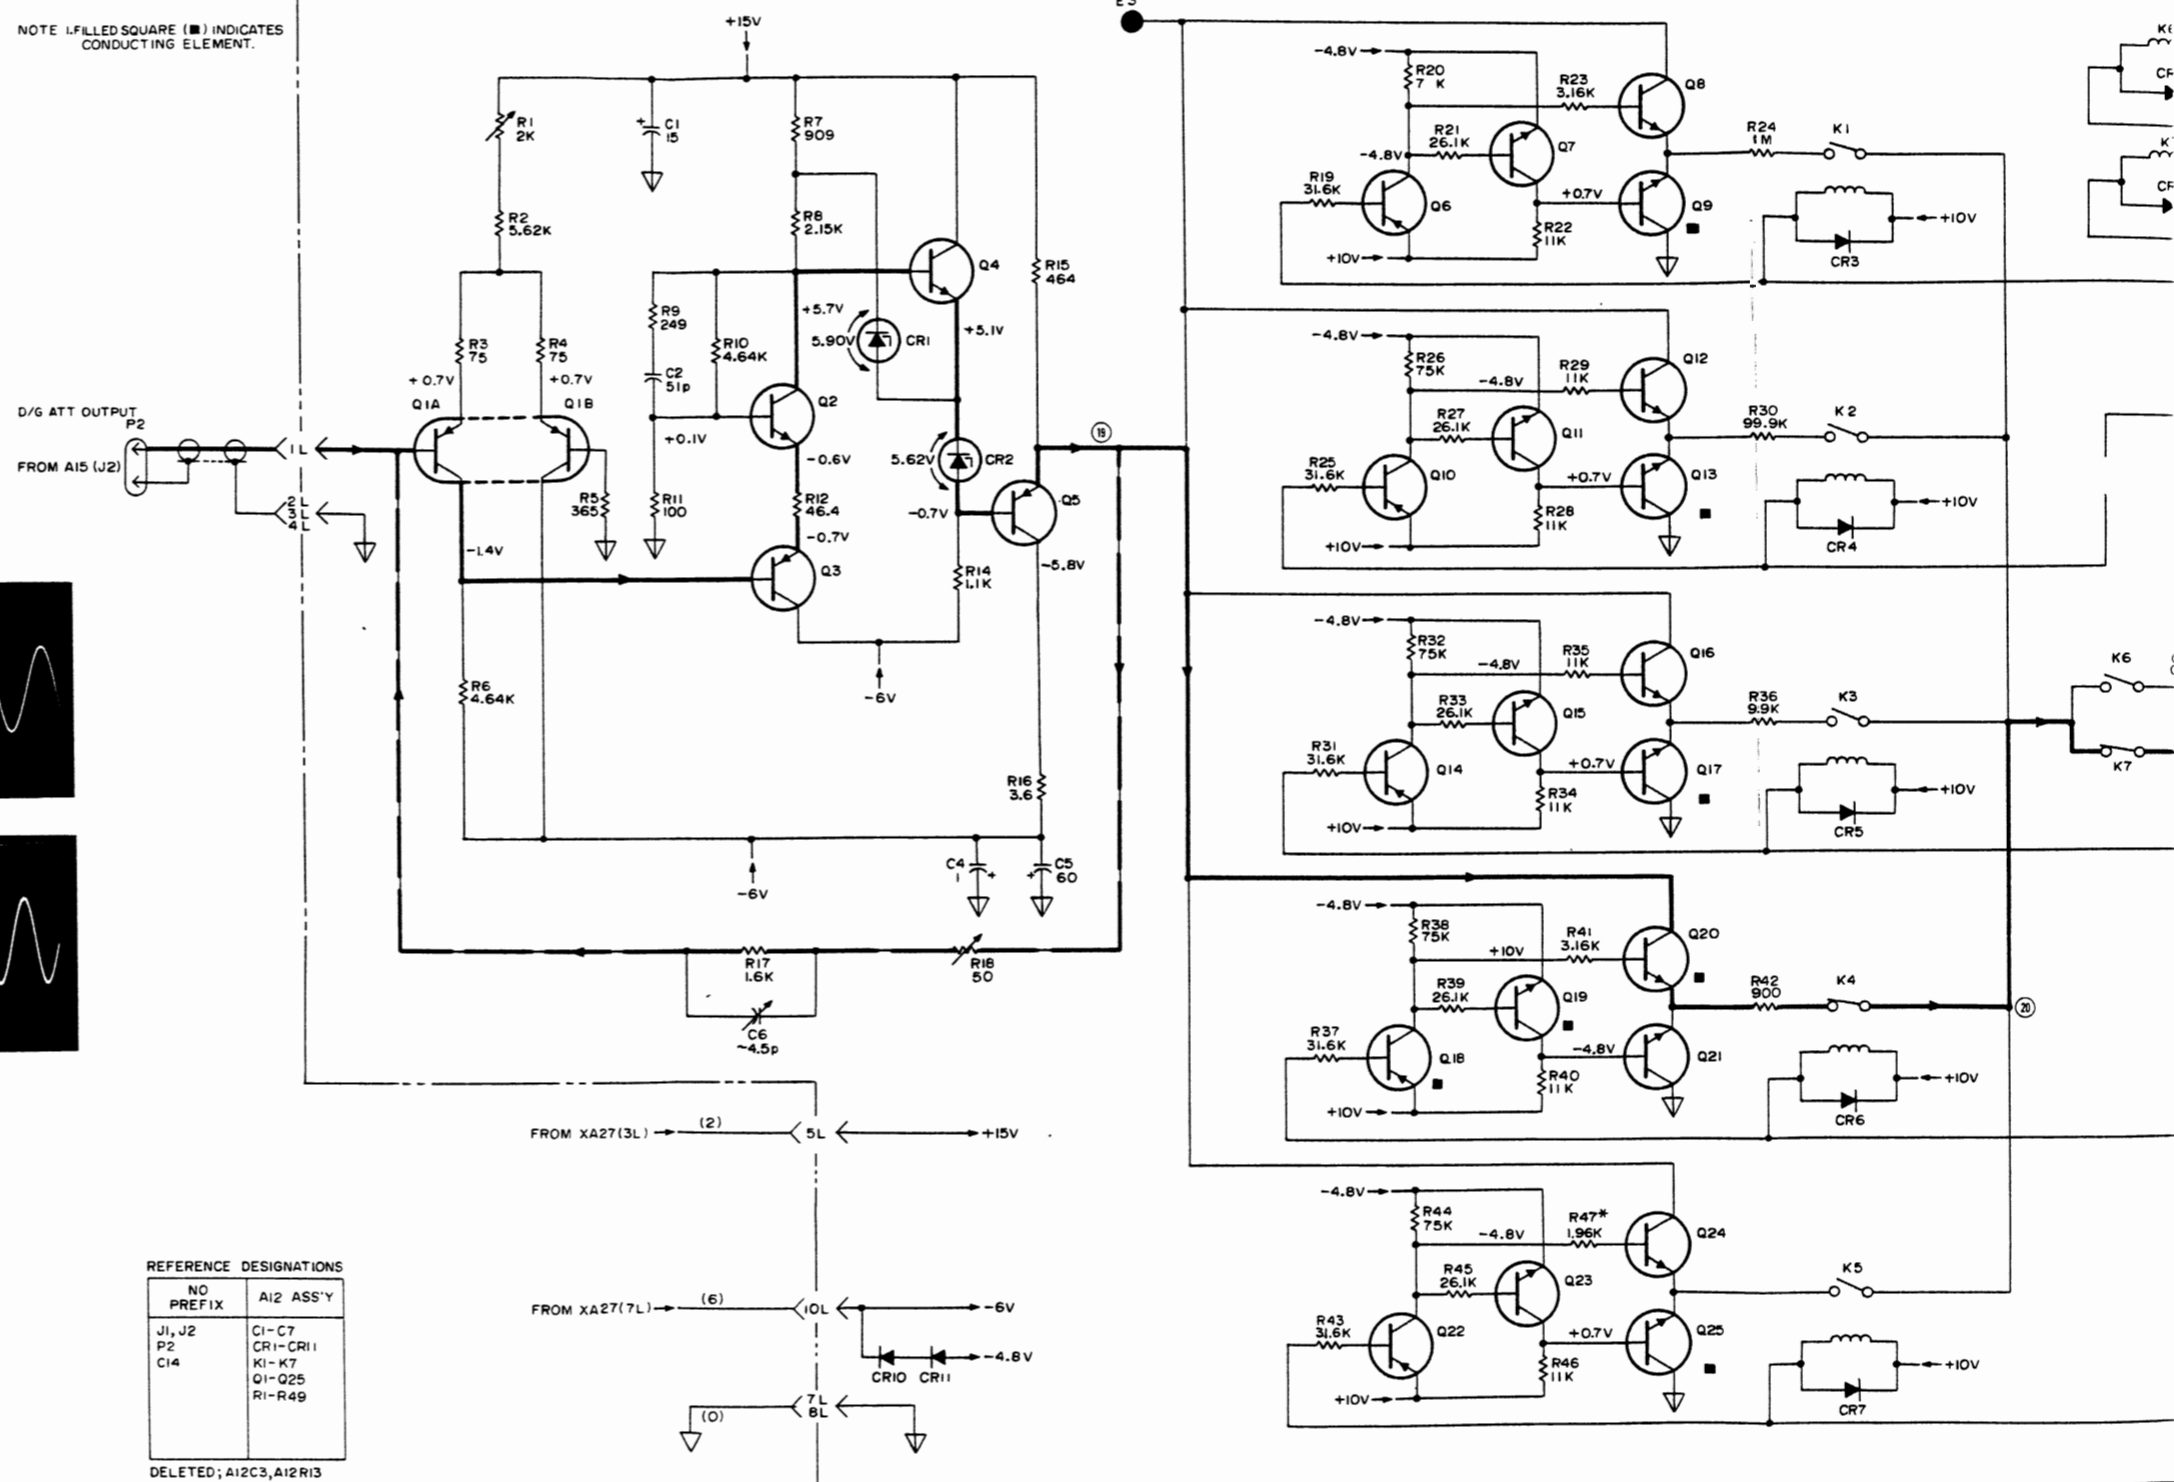 NOTE 1.FILLED SQUARE (■) INDICATES
CONDUCTING ELEMENT.
+15V
R1
2K
C1
15
+
R7
909
R2
5.62K
R8
2.15K
Q4
R15
464
R9
249
+5.7V
5.90V
CR1
+5.1V
R3
75
R4
75
R10
4.64K
C2
51p
+0.7V
+0.7V
Q1A
Q1B
Q2
+0.1V
D/G ATT OUTPUT
P2
1L
FROM A15 (J2)
2
3L
4L
-0.6V
5.62V
CR2
19
R5
365
R11
100
R12
46.4
-0.7V
Q5
-1.4V
-0.7V
Q3
R14
1.1K
-5.8V
R6
4.64K
-6V
R16
3.6
C4
1
+
C5
60
+
-6V
R17
1.6K
R18
50
C6
~4.5p
FROM XA27(3L)
(2)
5L
+15V
FROM XA27(7L)
(6)
10L
-6V
-4.8V
CR10
CR11
(0)
7L
8L
REFERENCE DESIGNATIONS
NO
PREFIX
A12 ASS'Y
J1, J2
P2
C14
C1-C7
CR1-CR11
K1-K7
Q1-Q25
R1-R49
DELETED; A12C3, A12R13
E3
-4.8V
R20
7 K
R23
3.16K
Q8
R21
26.1K
Q7
R24
1M
K1
-4.8V
R19
31.6K
Q6
+0.7V
Q9
R22
11K
+10V
+10V
CR3
-4.8V
R26
75K
-4.8V
R29
11K
Q12
R27
26.1K
Q11
R30
99.9K
K2
R25
31.6K
Q10
+0.7V
Q13
R28
11K
+10V
+10V
CR4
-4.8V
R32
75K
-4.8V
R35
11K
Q16
R33
26.1K
Q15
R36
9.9K
K3
R31
31.6K
Q14
+0.7V
Q17
R34
11K
+10V
+10V
CR5
K6
K7
-4.8V
R38
75K
+10V
R41
3.16K
Q20
R39
26.1K
Q19
R42
900
K4
20
R37
31.6K
Q18
-4.8V
Q21
R40
11K
+10V
+10V
CR6
-4.8V
R44
75K
-4.8V
R47*
1.96K
Q24
R45
26.1K
Q23
K5
R43
31.6K
Q22
+0.7V
Q25
R46
11K
+10V
+10V
CR7